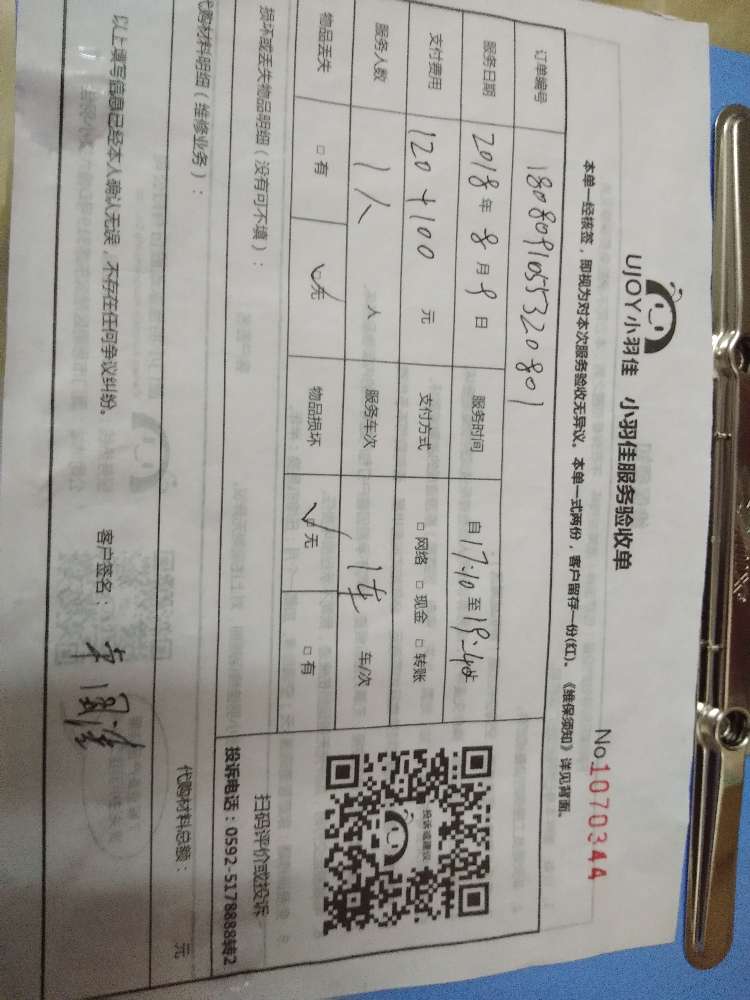 UJOY小羽佳 小羽佳服务验收单
No 1070344
本单一经核签，即视为对本次服务验收无异议。本单一式两份，客户留存一份(红)。《维保须知》详见背面。
订单编号 180809105320801
服务日期 2018年8月9日 服务时间 自17:10至19:40
支付费用 120+100 元 支付方式 □网络 □现金 □转账
服务人数 1人 人 服务车次 1车 车/次
物品丢失 □有 □无 物品损坏 □无 □有
损坏或丢失物品明细（没有可不填）：
投诉或建议
扫码评价或投诉
投诉电话：0592-5178888转2
代购材料明细（维修业务）：
代购材料总额： 元
以上填写信息已经本人确认无误，不存在任何争议纠纷。 客户签名：